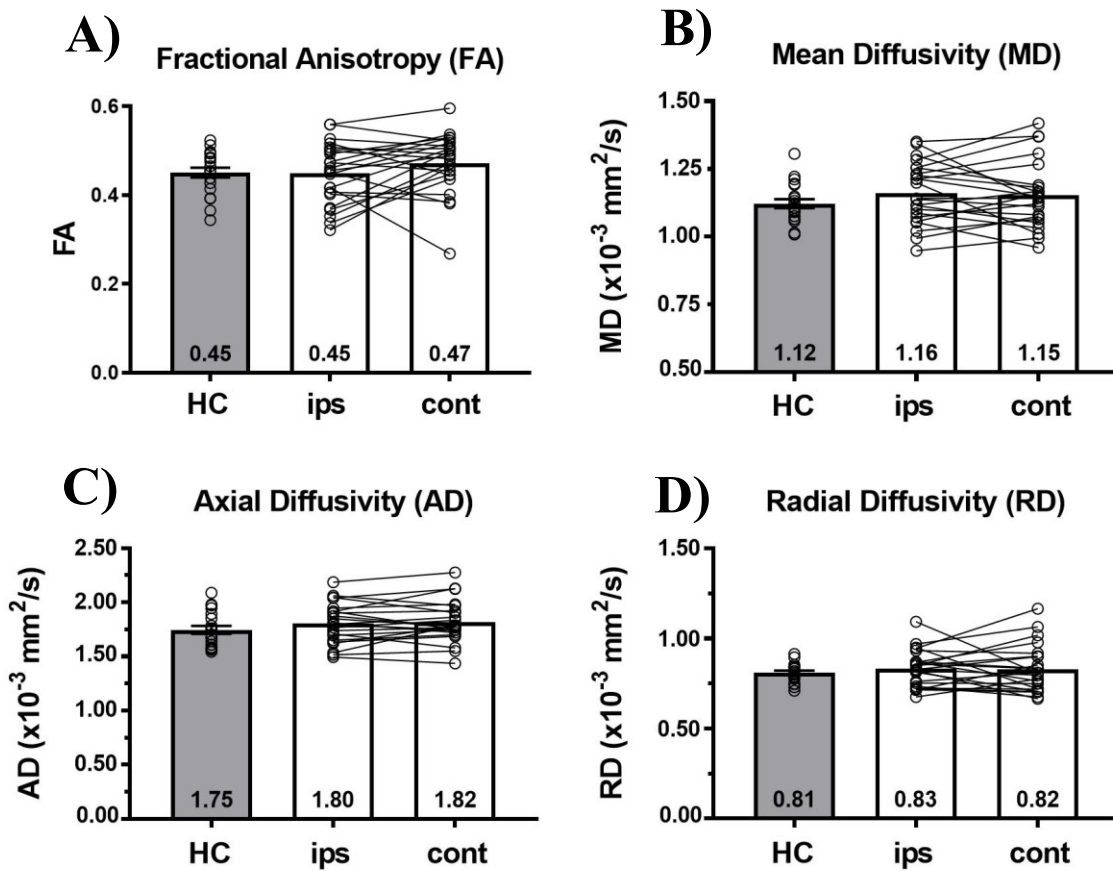 A)
Fractional Anisotropy (FA)
FA
0.6
0.4
0.2
0.0
0.45
0.45
0.47
HC
ips
cont
B)
Mean Diffusivity (MD)
MD (x10⁻³ mm²/s)
1.50
1.25
1.00
0.75
0.50
1.12
1.16
1.15
HC
ips
cont
C)
Axial Diffusivity (AD)
AD (x10⁻³ mm²/s)
2.50
2.00
1.50
1.00
0.50
0.00
1.75
1.80
1.82
HC
ips
cont
D)
Radial Diffusivity (RD)
RD (x10⁻³ mm²/s)
1.50
1.00
0.50
0.00
0.81
0.83
0.82
HC
ips
cont